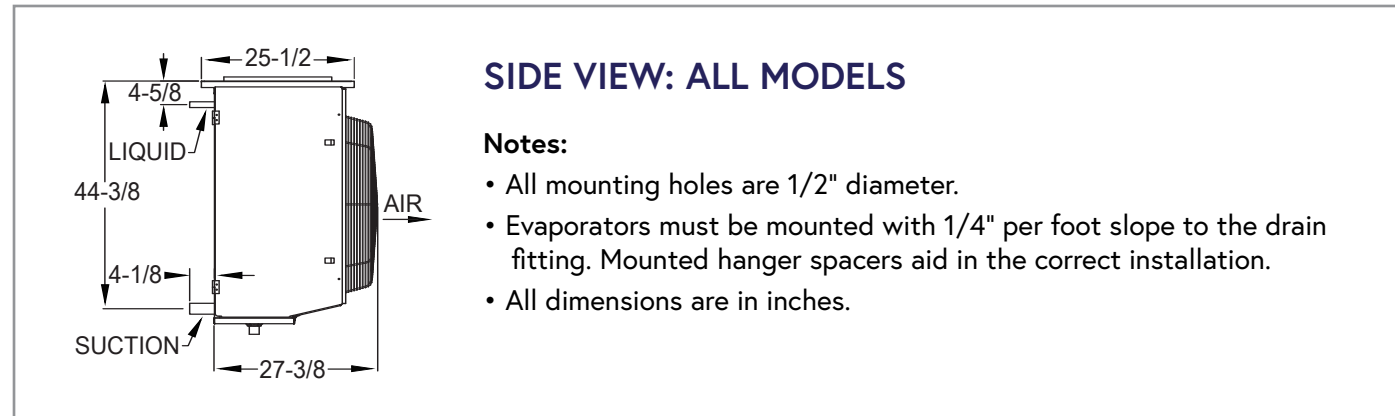 25-1/2
4-5/8
LIQUID
44-3/8
AIR
4-1/8
SUCTION
27-3/8
SIDE VIEW: ALL MODELS
Notes:
• All mounting holes are 1/2" diameter.
• Evaporators must be mounted with 1/4" per foot slope to the drain
fitting. Mounted hanger spacers aid in the correct installation.
• All dimensions are in inches.